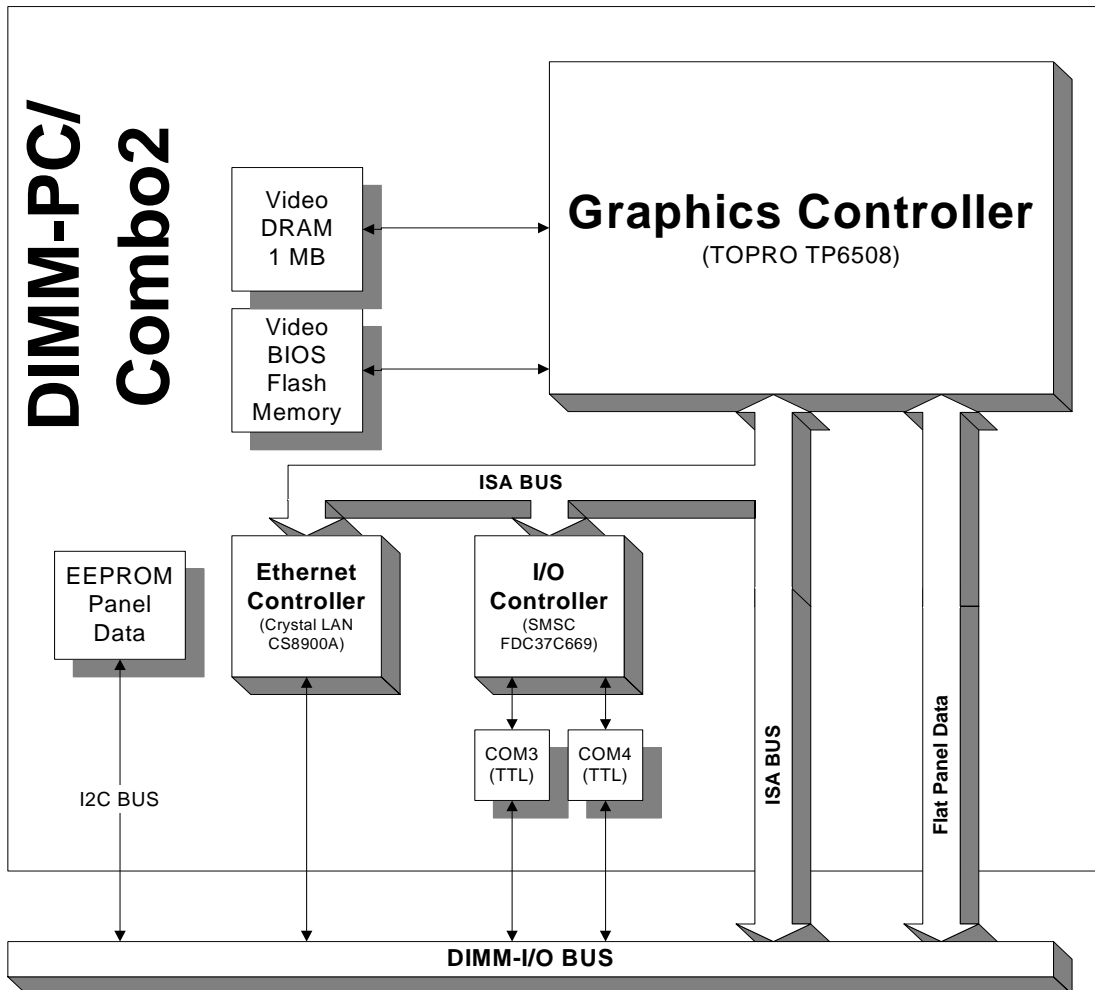 DIMM-PC/
Combo2
Graphics Controller
(TOPRO TP6508)
Video
DRAM
1 MB
Video
BIOS
Flash
Memory
ISA BUS
EEPROM
Panel
Data
Ethernet
Controller
(Crystal LAN
CS8900A)
I/O
Controller
(SMSC
FDC37C669)
COM3
(TTL)
COM4
(TTL)
I2C BUS
ISA BUS
Flat Panel Data
DIMM-I/O BUS